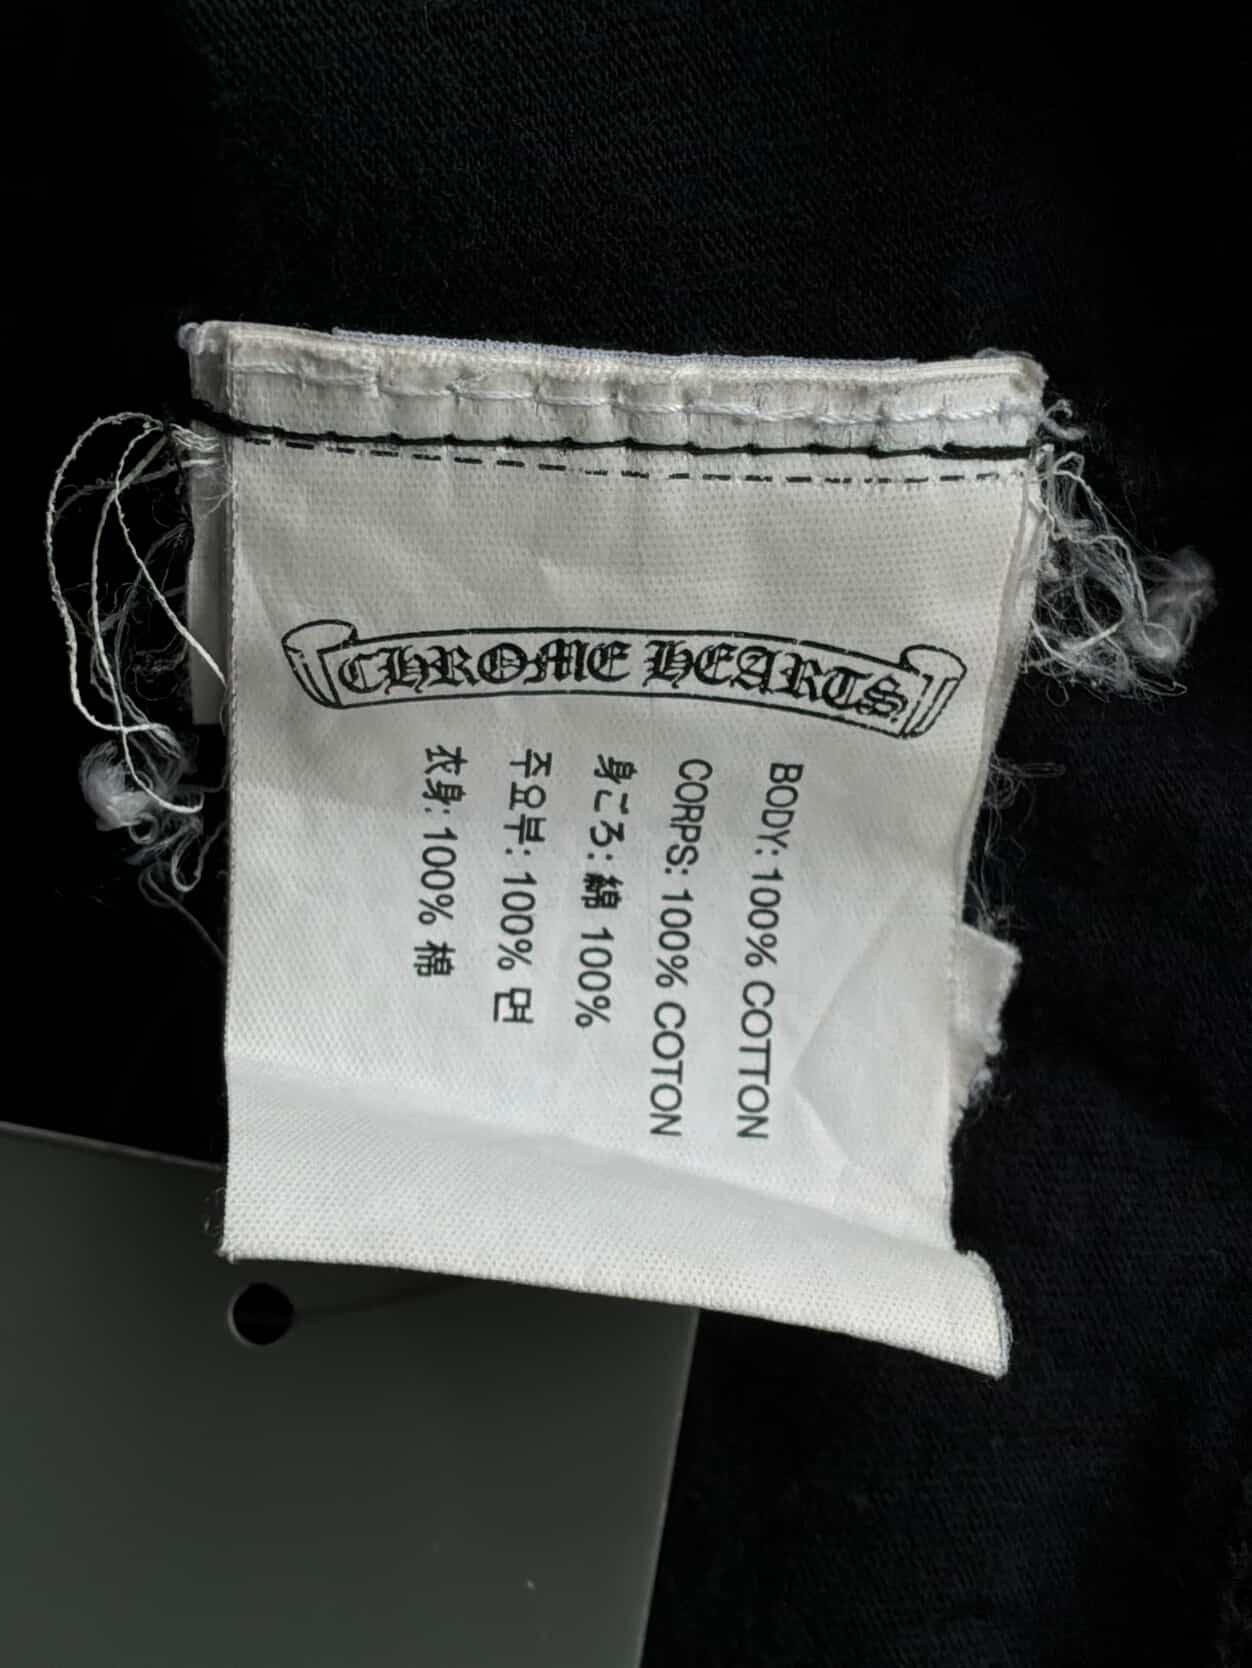 CHROME HEARTS
BODY: 100% COTTON
CORPS: 100% COTON
身ごろ: 綿 100%
주요부: 100% 면
衣身: 100% 棉